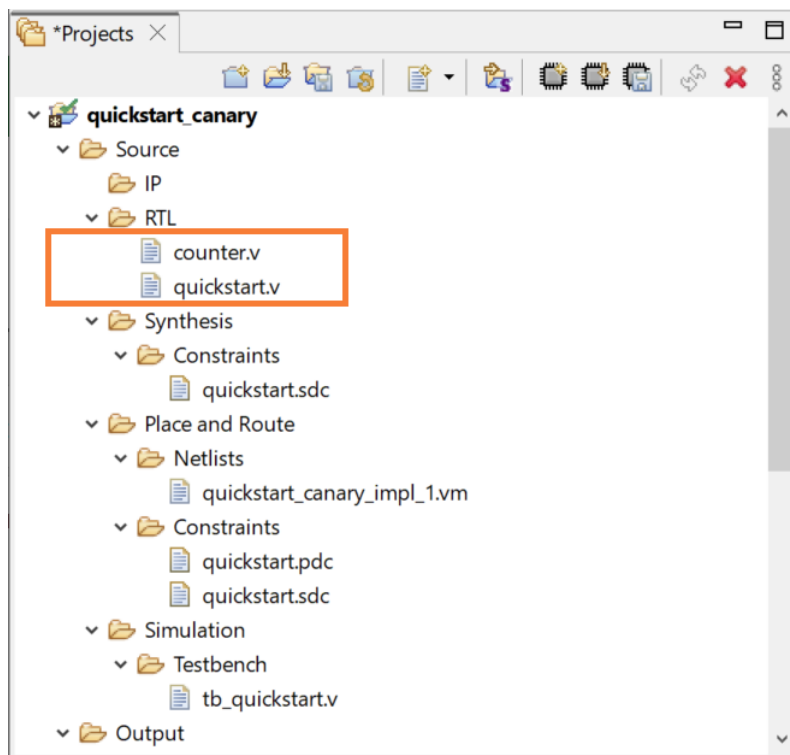 *Projects
quickstart_canary
Source
IP
RTL
counter.v
quickstart.v
Synthesis
Constraints
quickstart.sdc
Place and Route
Netlists
quickstart_canary_impl_1.vm
Constraints
quickstart.pdc
quickstart.sdc
Simulation
Testbench
tb_quickstart.v
Output